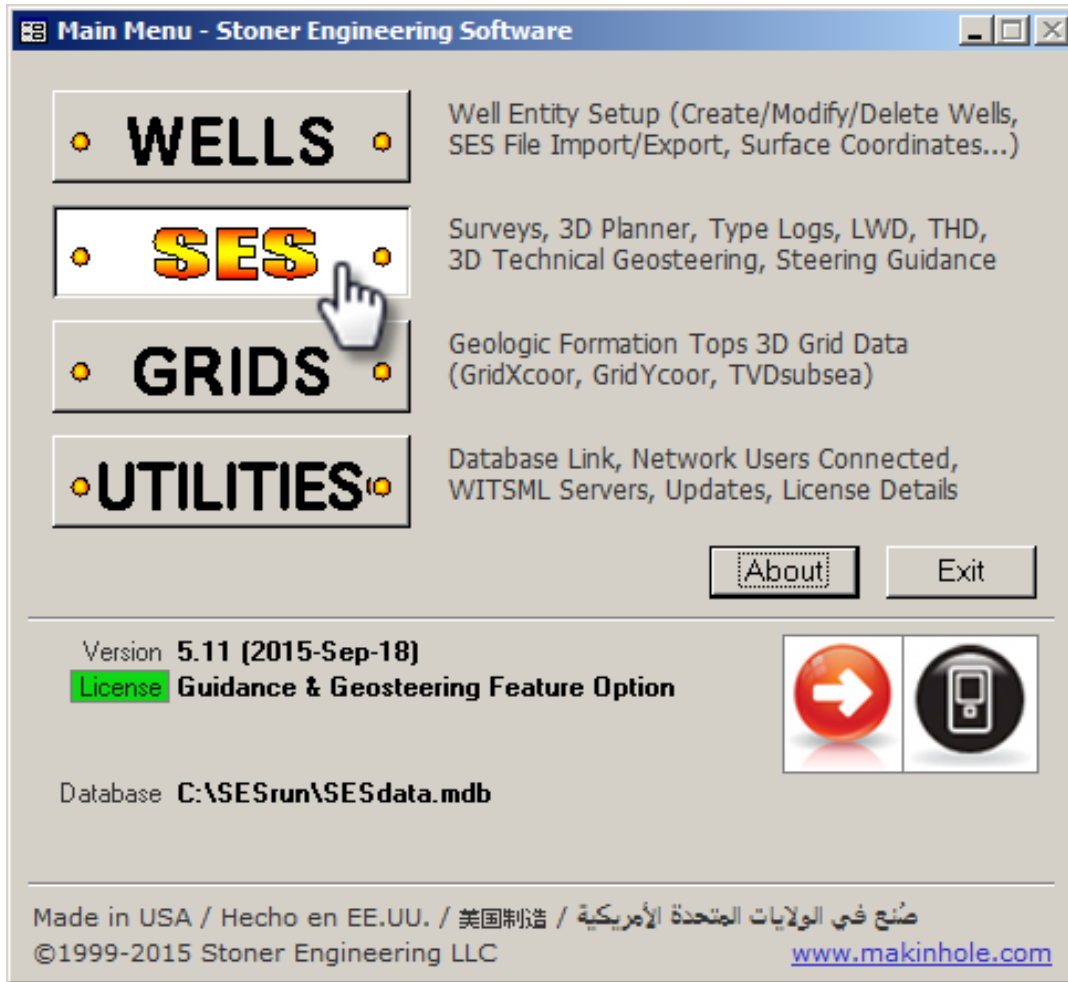 Main Menu - Stoner Engineering Software
WELLS
Well Entity Setup (Create/Modify/Delete Wells,
SES File Import/Export, Surface Coordinates...)
SES
Surveys, 3D Planner, Type Logs, LWD, THD,
3D Technical Geosteering, Steering Guidance
GRIDS
Geologic Formation Tops 3D Grid Data
(GridXcoor, GridYcoor, TVDsubsea)
UTILITIES
Database Link, Network Users Connected,
WITSML Servers, Updates, License Details
About Exit
Version 5.11 (2015-Sep-18)
License Guidance & Geosteering Feature Option
Database C:\SESrun\SESdata.mdb
Made in USA / Hecho en EE.UU. / 美国制造 / صُنع في الولايات المتحدة الأمريكية
©1999-2015 Stoner Engineering LLC www.makinhole.com